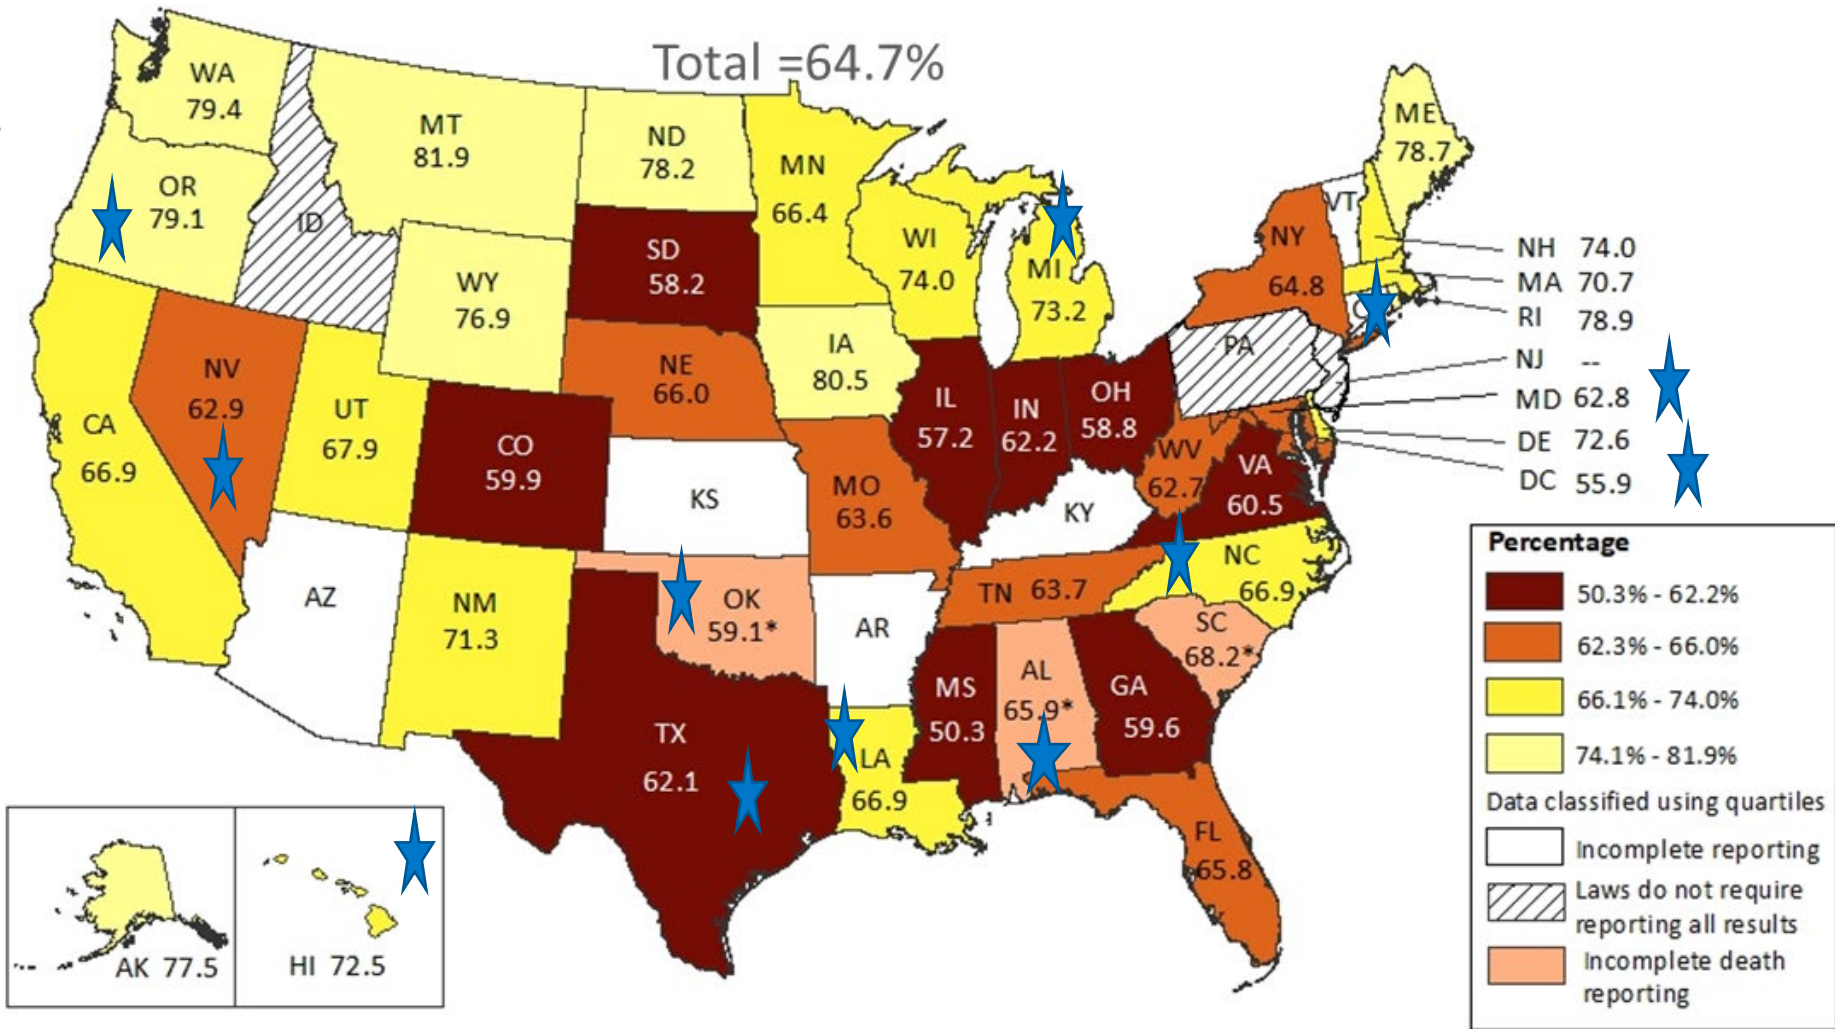 Total =64.7%
WA
79.4
MT
81.9
ND
78.2
MN
66.4
ME
78.7
OR
79.1
ID
VT
SD
58.2
WI
74.0
MI
73.2
NY
64.8
NH 74.0
MA 70.7
RI 78.9
NJ --
MD 62.8
DE 72.6
DC 55.9
WY
76.9
IA
80.5
PA
NV
62.9
NE
66.0
UT
67.9
CA
66.9
CO
59.9
IL
57.2
IN
62.2
OH
58.8
WV
62.7
VA
60.5
KS
MO
63.6
KY
AZ
NM
71.3
OK
59.1*
AR
TN 63.7
NC
66.9
SC
68.2*
MS
50.3
AL
65.9*
GA
59.6
TX
62.1
LA
66.9
FL
65.8
AK 77.5
HI 72.5
Percentage
50.3% - 62.2%
62.3% - 66.0%
66.1% - 74.0%
74.1% - 81.9%
Data classified using quartiles
Incomplete reporting
Laws do not require
reporting all results
Incomplete death
reporting